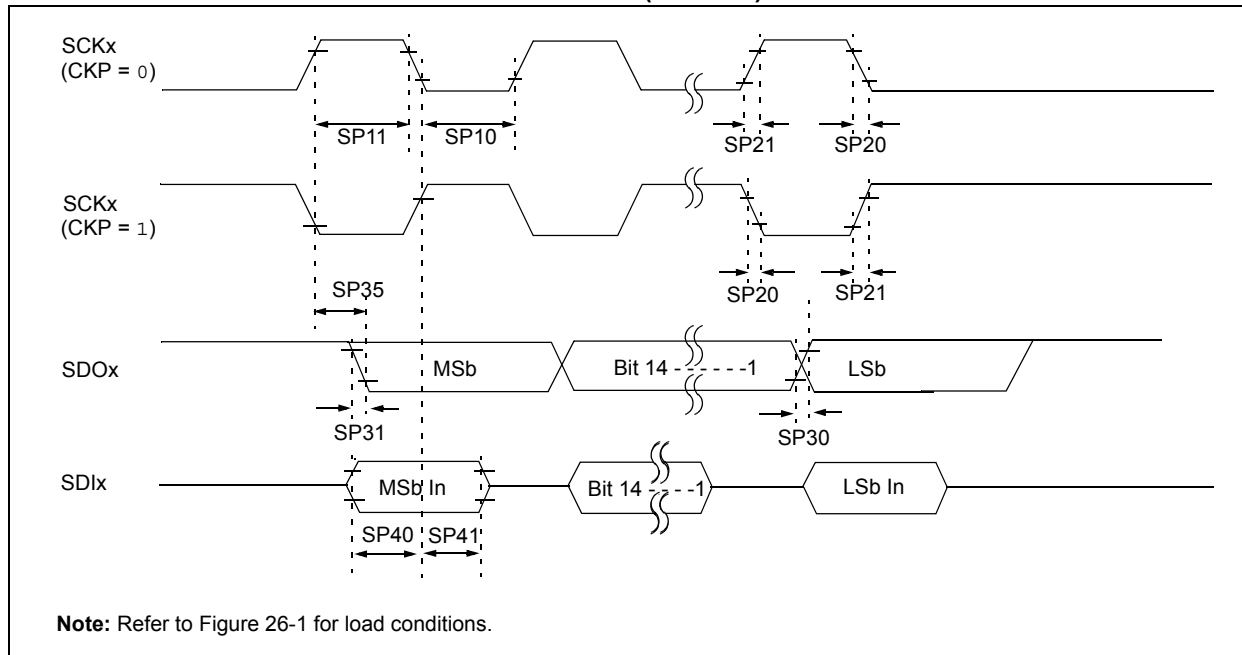 SCKx
(CKP = 0)
SP11
SP10
SP21
SP20
SCKx
(CKP = 1)
SP35
SP20
SP21
SDOx
MSb
Bit 14 - - - - - -1
LSb
SP31
SP30
SDIx
MSb In
Bit 14 - - - -1
LSb In
SP40
SP41
Note: Refer to Figure 26-1 for load conditions.